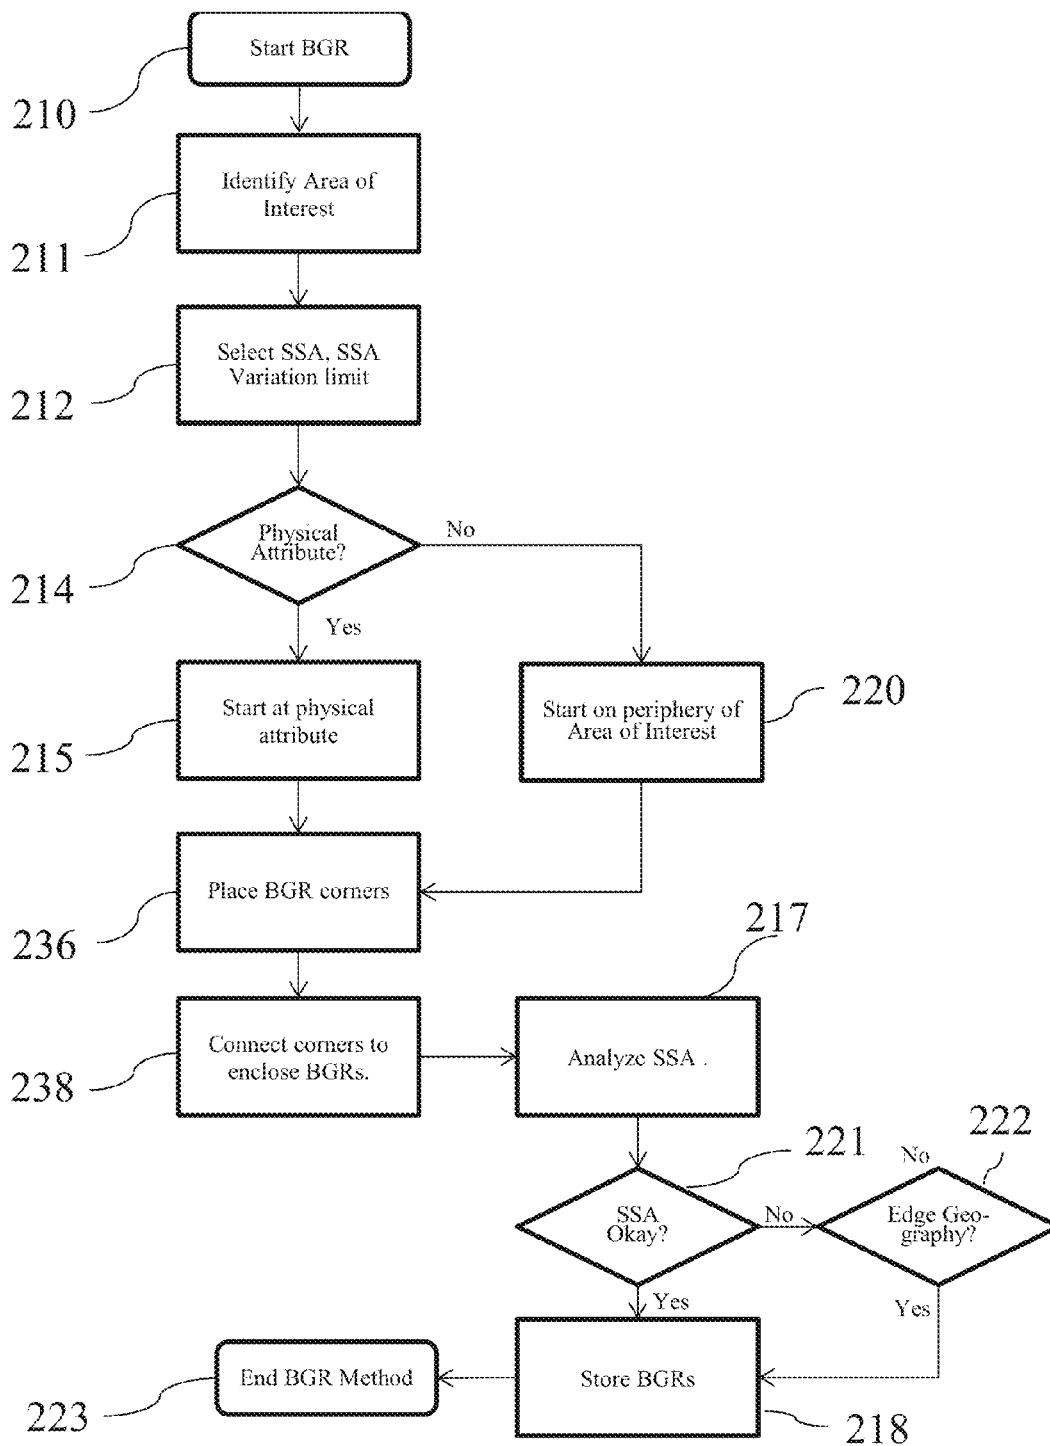 Start BGR
210
Identify Area of
Interest
211
Select SSA, SSA
Variation limit
212
Physical
Attribute?
No
214
Yes
Start at physical
attribute
215
Start on periphery of
Area of Interest
220
Place BGR corners
236
217
Connect corners to
enclose BGRs.
238
Analyze SSA .
221
222
No
SSA
Okay?
No
Edge Geo-
graphy?
Yes
Yes
End BGR Method
Store BGRs
223
218